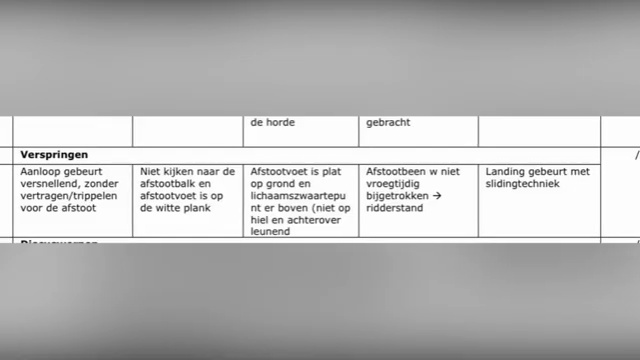 de horde
gebracht
Verspringen
/
Aanloop gebeurt
versnellend, zonder
vertragen/trippelen
voor de afstoot
Niet kijken naar de
afstootbalk en
afstootvoet is op
de witte plank
Afstootvoet is plat
op grond en
lichaamszwaartepu
nt er boven (niet op
hiel en achterover
leunend
Afstootbeen w niet
vroegtijdig
bijgetrokken →
ridderstand
Landing gebeurt met
slidingtechniek